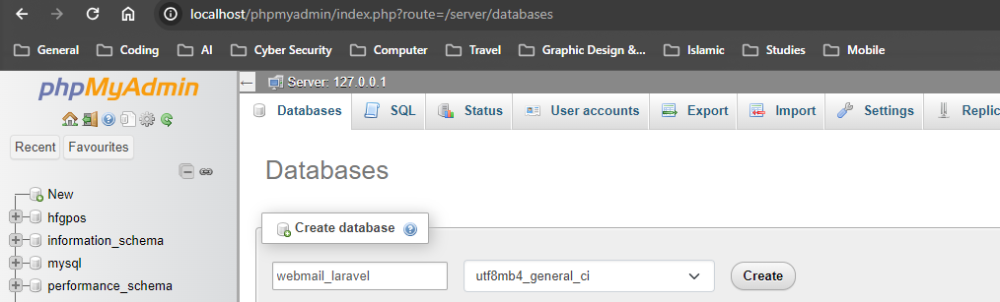 localhost/phpmyadmin/index.php?route=/server/databases
General Coding AI Cyber Security Computer Travel Graphic Design &... Islamic Studies Mobile
phpMyAdmin
Server: 127.0.0.1
Databases SQL Status User accounts Export Import Settings Replic
Recent Favourites
Databases
New
hfgpos
Create database
information_schema
mysql
webmail_laravel utf8mb4_general_ci Create
performance_schema